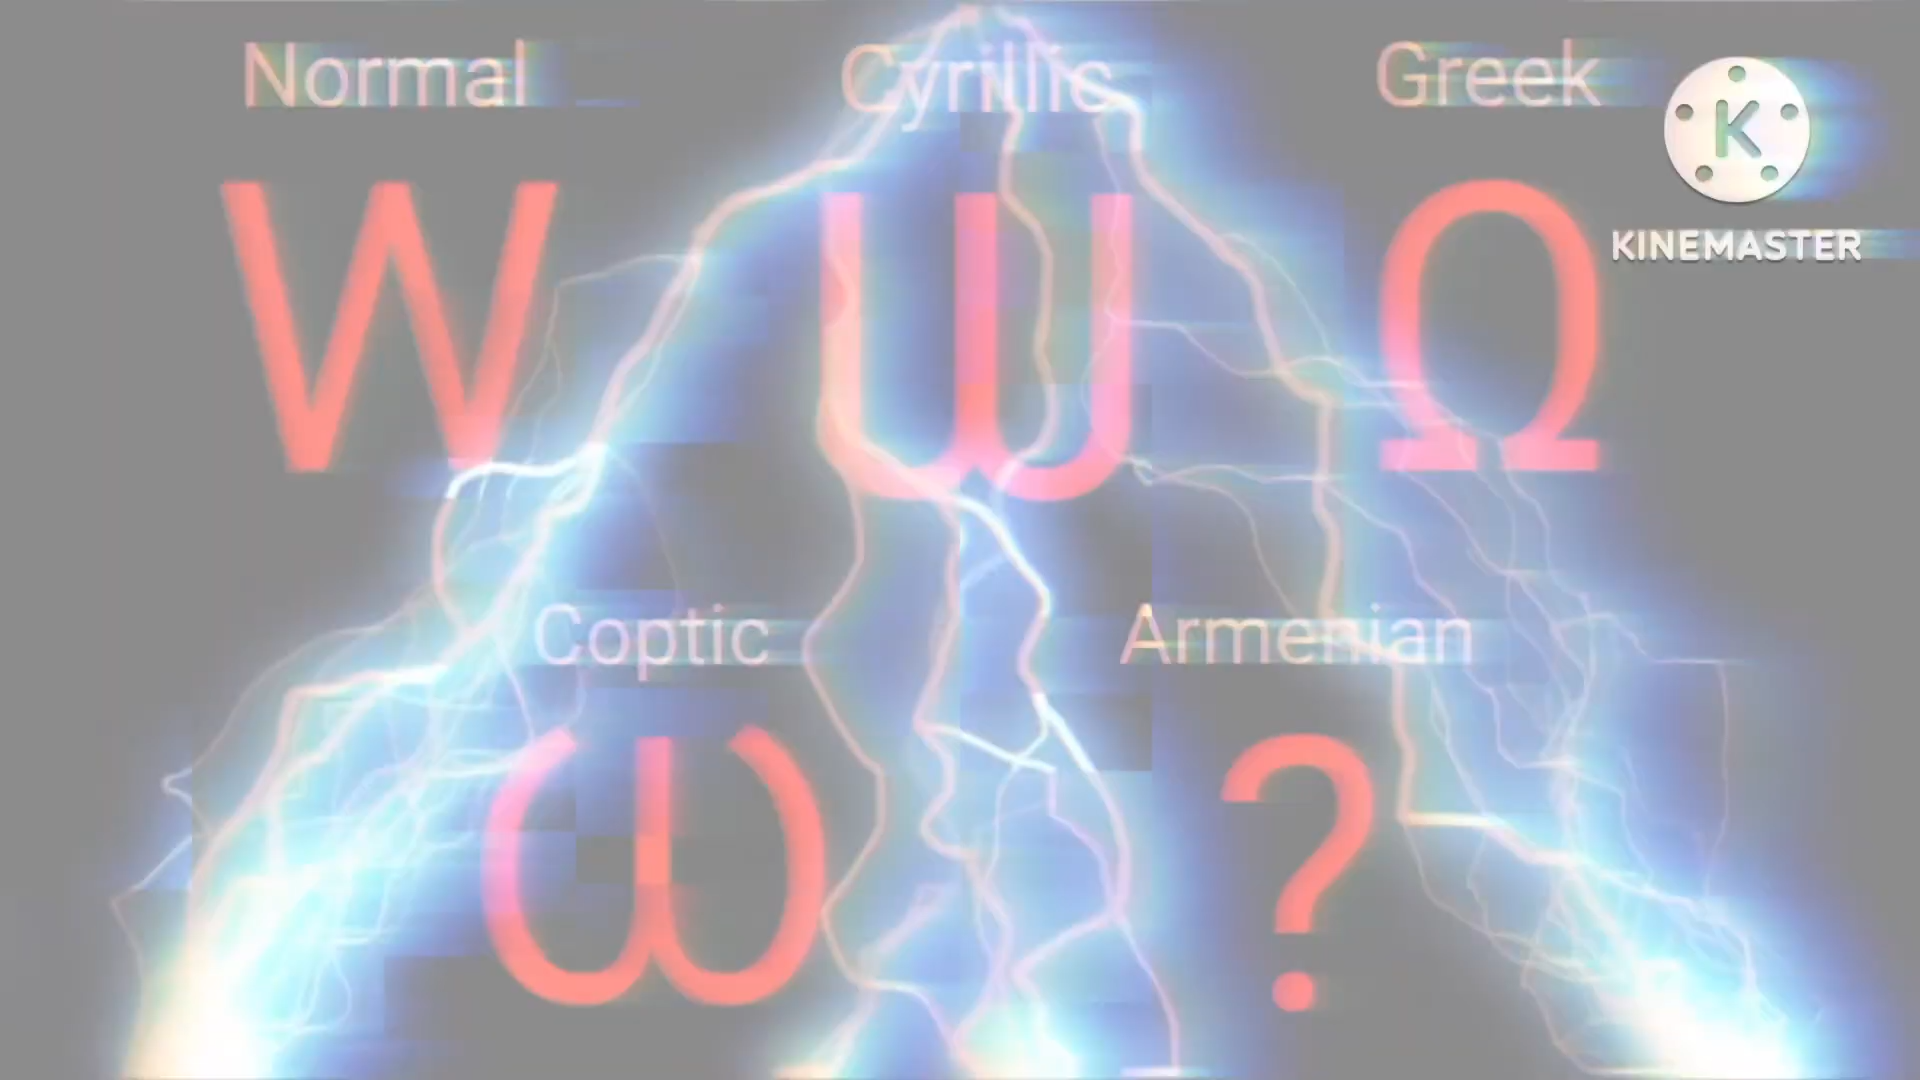 Normal Cyrillic Greek
K
W Ѡ Ω
KINEMASTER
Coptic Armenian
Ⲱ ?